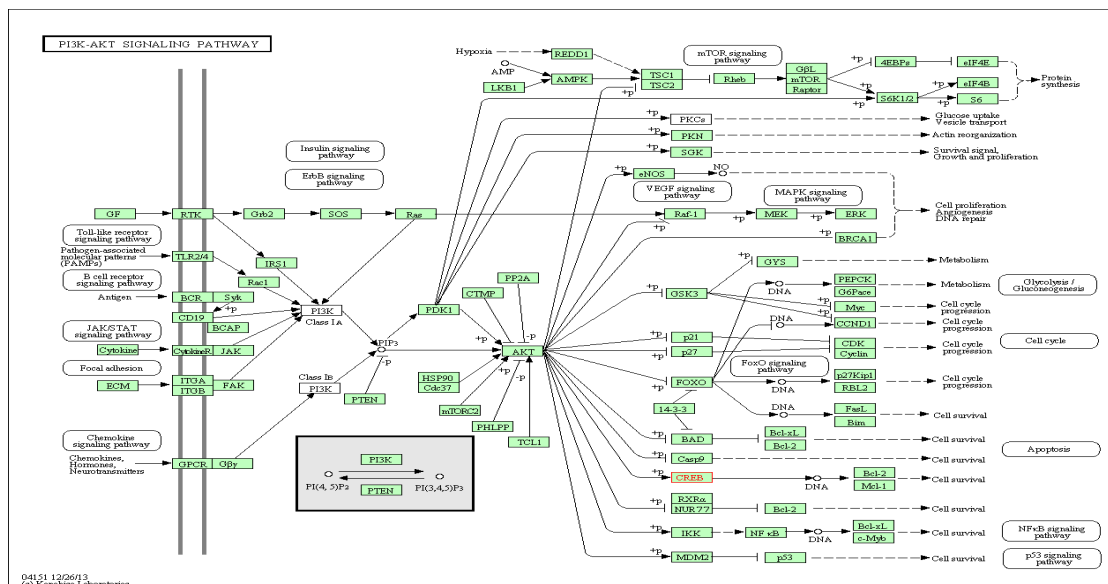 PI3K-AKT SIGNALING PATHWAY
Hypoxia
REDD1
AMP
LKB1
AMPK
TSC1
TSC2
+p
Rheb
mTOR signaling
pathway
GβL
mTOR
Raptor
+p
4EBPs
eIF4E
+p
S6K1/2
+p
eIF4B
+p
S6
Protein
synthesis
+p
PKCs
Glucose uptake
Vesicle transport
+p
PKN
Actin reorganization
+p
SGK
Survival signal,
Growth and proliferation
Insulin signaling
pathway
ErbB signaling
pathway
+p
eNOS
NO
VEGF signaling
pathway
MAPK signaling
pathway
GF
RTK
Grb2
SOS
Ras
Raf-1
+p
+p
MEK
+p
ERK
Cell proliferation
Angiogenesis
DNA repair
+p
BRCA1
Toll-like receptor
signaling pathway
Pathogen-associated
molecular patterns
(PAMPs)
TLR2/4
IRS1
Rac1
B cell receptor
signaling pathway
Antigen
BCR
Syk
+p
CD19
BCAP
PI3K
Class IA
JAK/STAT
signaling pathway
Cytokine
CytokineR
JAK
Focal adhesion
ECM
ITGA
ITGB
FAK
Class IB
PI3K
Chemokine
signaling pathway
Chemokines,
Hormones,
Neurotransmitters
GPCR
Gβγ
PIP3
PTEN
PDK1
CTMP
PP2A
-p
+p
AKT
HSP90
Cdc37
+p
-p
mTORC2
PHLPP
TCL1
PI3K
PI(4, 5)P2
PI(3,4,5)P3
PTEN
GYS
Metabolism
+p
GSK3
DNA
PEPCK
G6Pace
Metabolism
Glycolysis /
Gluconeogenesis
Myc
Cell cycle
progression
DNA
CCND1
Cell cycle
progression
+p
p21
+p
p27
CDK
Cyclin
Cell cycle
progression
Cell cycle
FoxO signaling
pathway
+p
FOXO
DNA
p27Kip1
RBL2
Cell cycle
progression
14-3-3
DNA
FasL
Bim
Cell survival
+p
BAD
Bcl-xL
Bcl-2
Cell survival
Apoptosis
+p
Casp9
Cell survival
+p
CREB
DNA
Bcl-2
Mcl-1
Cell survival
+p
RXRα
NUR77
Bcl-2
Cell survival
+p
IKK
NFκB
DNA
Bcl-xL
c-Myb
Cell survival
NFκB signaling
pathway
+p
MDM2
p53
Cell survival
p53 signaling
pathway
04151 12/26/13